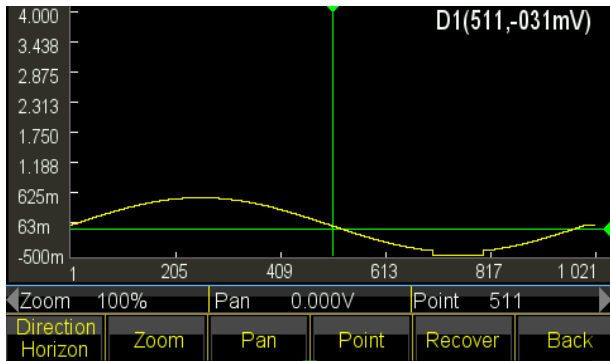 D1(511,-031mV)
4.000
3.438
2.875
2.313
1.750
1.188
625m
63m
-500m
1 205 409 613 817 1 021
Zoom 100% Pan 0.000V Point 511
Direction
Horizon
Zoom Pan Point Recover Back